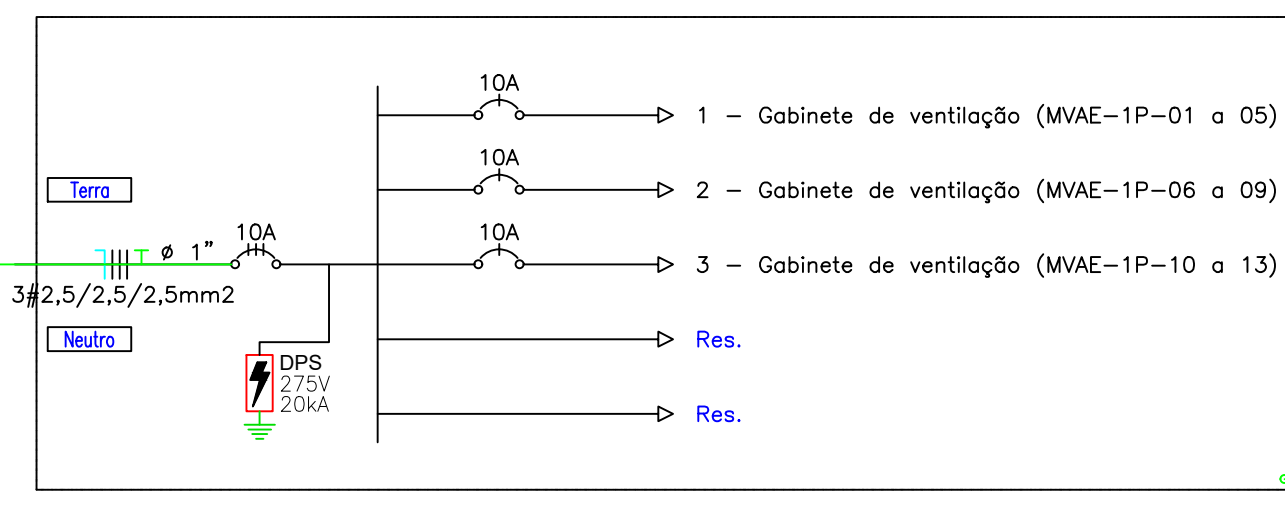 10A
1 – Gabinete de ventilação (MVAE–1P–01 a 05)
10A
2 – Gabinete de ventilação (MVAE–1P–06 a 09)
Terra
ø 1"
10A
10A
3 – Gabinete de ventilação (MVAE–1P–10 a 13)
3#2,5/2,5/2,5mm2
Neutro
Res.
DPS
275V
20kA
Res.